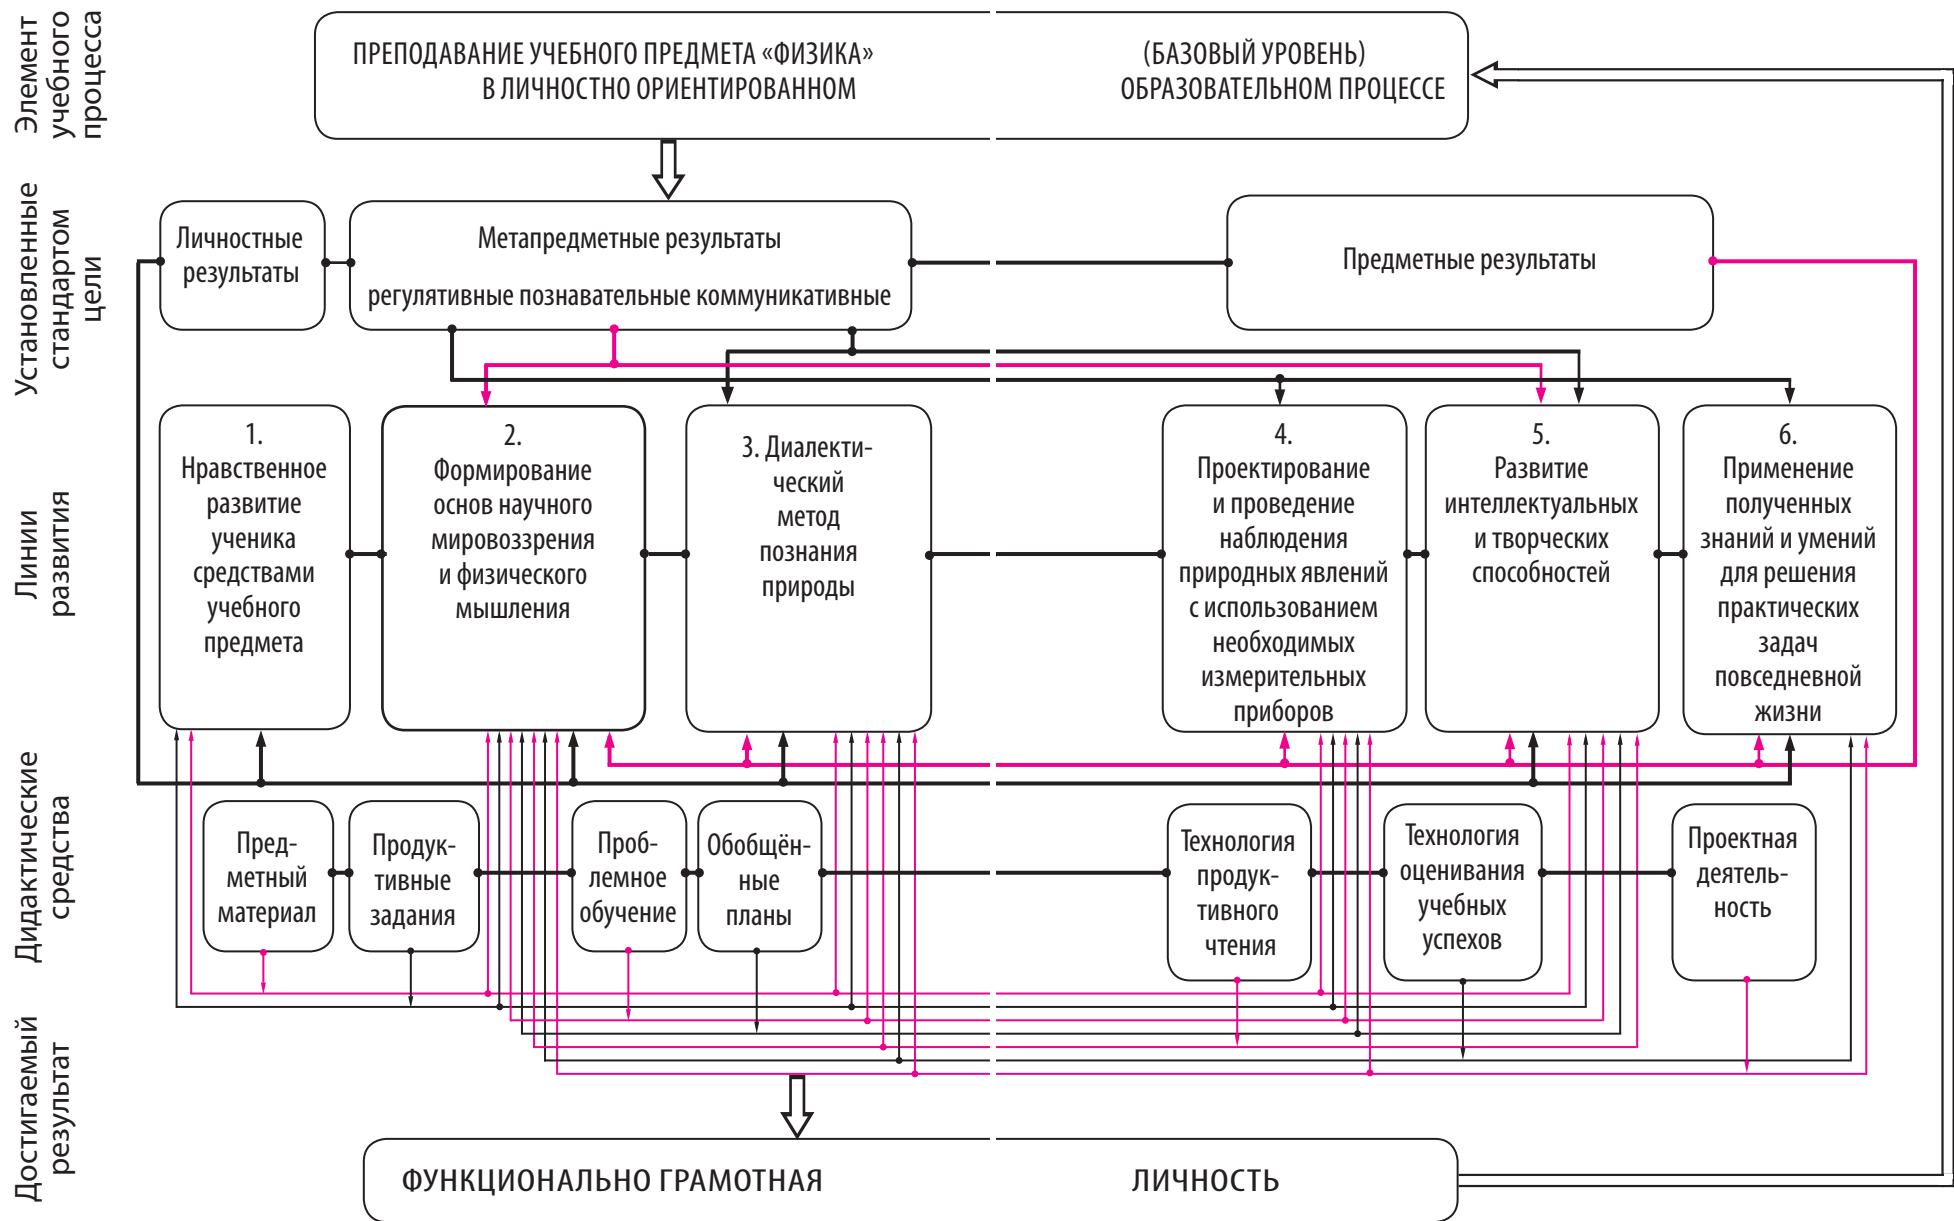 Элемент
учебного
процесса
ПРЕПОДАВАНИЕ УЧЕБНОГО ПРЕДМЕТА «ФИЗИКА» (БАЗОВЫЙ УРОВЕНЬ)
В ЛИЧНОСТНО ОРИЕНТИРОВАННОМ ОБРАЗОВАТЕЛЬНОМ ПРОЦЕССЕ
Установленные
стандартом
цели
Личностные
результаты
Метапредметные результаты
регулятивные познавательные коммуникативные
Предметные результаты
Линии
развития
1.
Нравственное
развитие
ученика
средствами
учебного
предмета
2.
Формирование
основ научного
мировоззрения
и физического
мышления
3. Диалекти-
ческий
метод
познания
природы
4.
Проектирование
и проведение
наблюдения
природных явлений
с использованием
необходимых
измерительных
приборов
5.
Развитие
интеллектуальных
и творческих
способностей
6.
Применение
полученных
знаний и умений
для решения
практических
задач
повседневной
жизни
Дидактические
средства
Пред-
метный
материал
Продук-
тивные
задания
Проб-
лемное
обучение
Обобщён-
ные
планы
Технология
продук-
тивного
чтения
Технология
оценивания
учебных
успехов
Проектная
деятель-
ность
Достигаемый
результат
ФУНКЦИОНАЛЬНО ГРАМОТНАЯ ЛИЧНОСТЬ